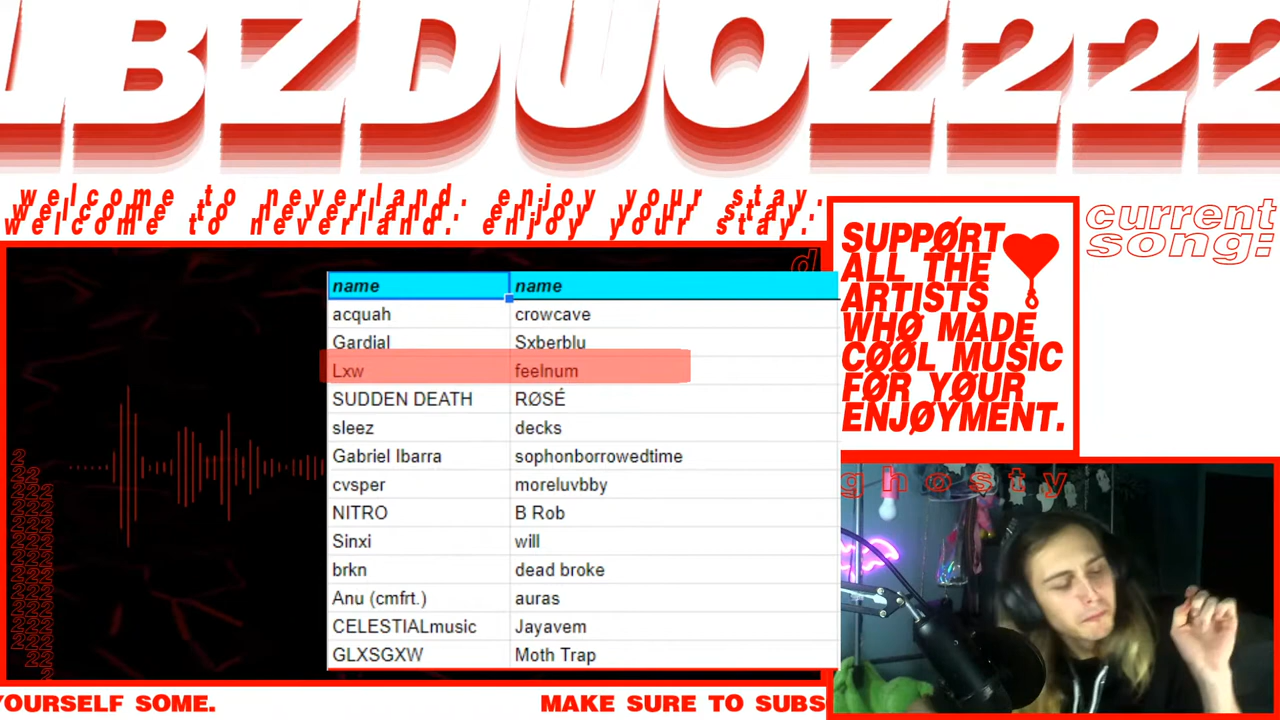 LBZDUOZ222
welcome to neverland. enjoy your stay.
welcome to neverland. enjoy your stay.
SUPPØRT
ALL THE
ARTISTS
WHØ MADE
CØØL MUSIC
FØR YØUR
ENJØYMENT.
current
song:
d
name name
acquah crowcave
Gardial Sxberblu
Lxw feelnum
SUDDEN DEATH RØSÉ
sleez decks
Gabriel Ibarra sophonborrowedtime
cvsper moreluvbby
NITRO B Rob
Sinxi will
brkn dead broke
Anu (cmfrt.) auras
CELESTIALmusic Jayavem
GLXSGXW Moth Trap
ghosty
YOURSELF SOME. MAKE SURE TO SUBS